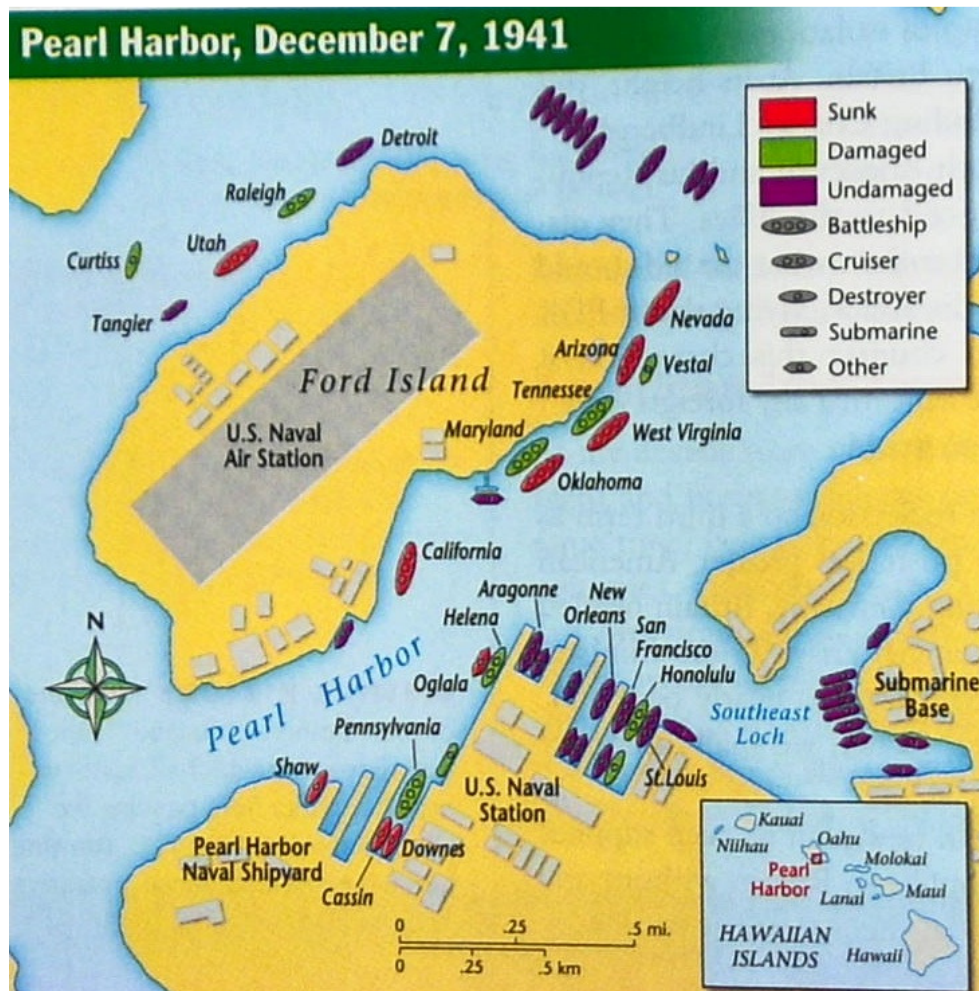 Pearl Harbor, December 7, 1941
Sunk
Damaged
Undamaged
Battleship
Cruiser
Destroyer
Submarine
Other
Detroit
Raleigh
Utah
Curtiss
Tangier
Nevada
Arizona
Vestal
Tennessee
West Virginia
Maryland
Oklahoma
Ford Island
U.S. Naval
Air Station
California
Aragonne
New
Orleans
San
Francisco
Honolulu
Helena
Oglala
N
Pearl Harbor
Pennsylvania
Shaw
Southeast
Loch
Submarine
Base
St. Louis
U.S. Naval
Station
Pearl Harbor
Naval Shipyard
Downes
Cassin
0 .25 .5 mi.
0 .25 .5 km
Kauai
Niihau
Oahu
Pearl
Harbor
Molokai
Lanai
Maui
HAWAIIAN
ISLANDS
Hawaii